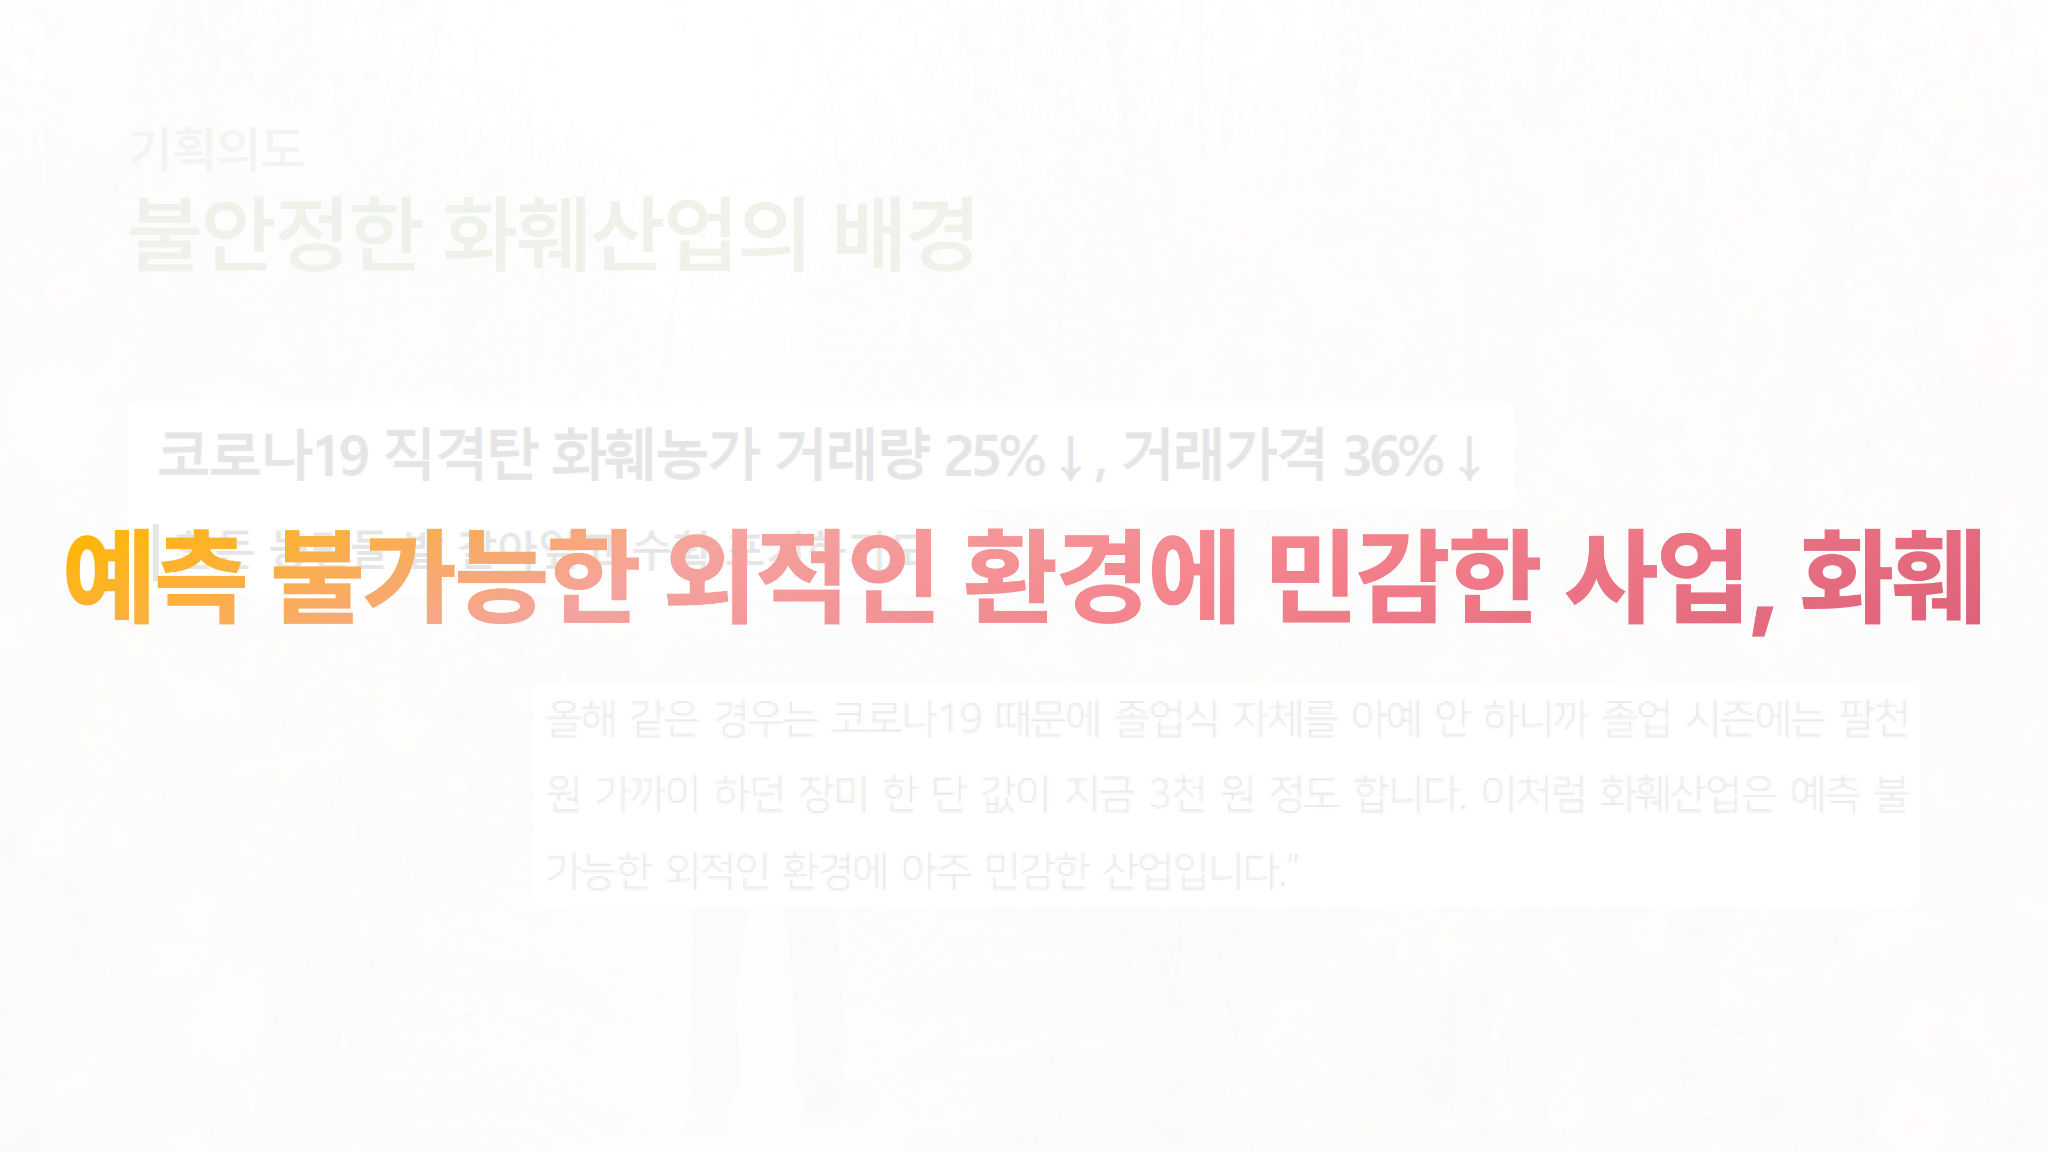 기획의도
불안정한 화훼산업의 배경
코로나19 직격탄 화훼농가 거래량 25%↓, 거래가격 36%↓
예측 불가능한 외적인 환경에 민감한 사업, 화훼
올해 같은 경우는 코로나19 때문에 졸업식 자체를 아예 안 하니까 졸업 시즌에는 팔천
원 가까이 하던 장미 한 단 값이 지금 3천 원 정도 합니다. 이처럼 화훼산업은 예측 불
가능한 외적인 환경에 아주 민감한 산업입니다.”